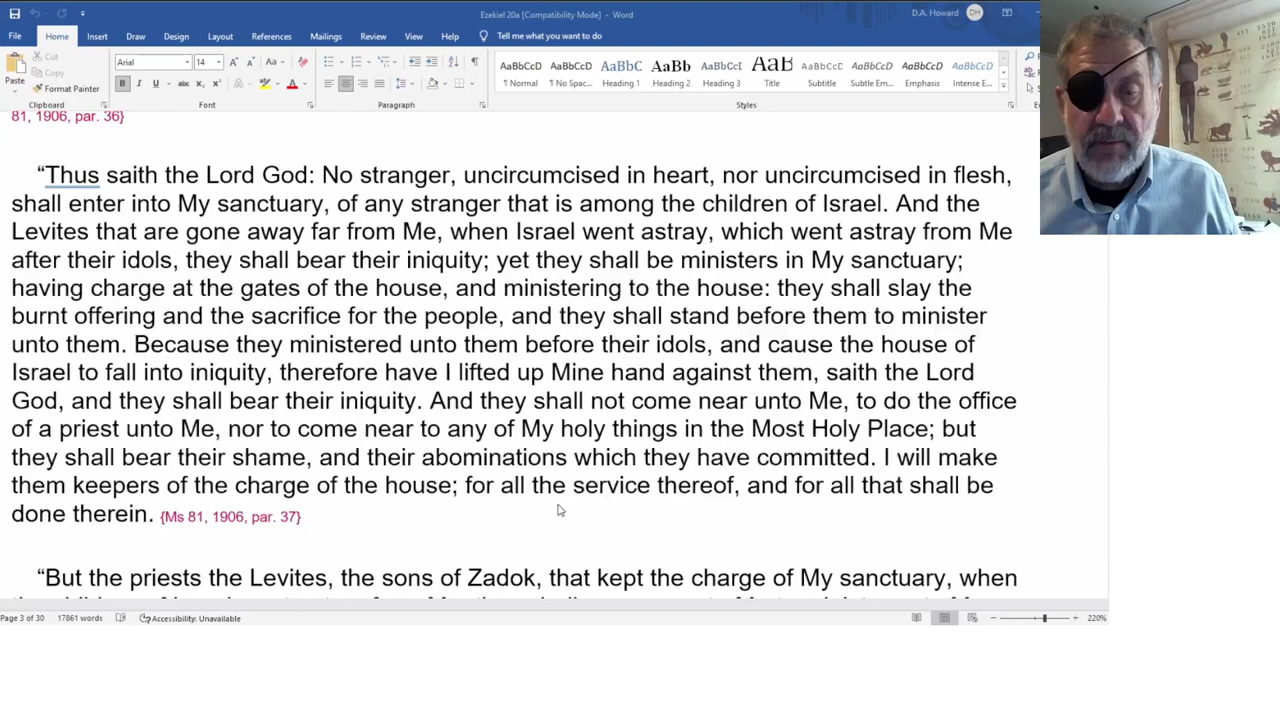 Ezekiel 20a [Compatibility Mode] - Word
D.A. Howard
DH
File Home Insert Draw Design Layout References Mailings Review View Help Tell me what you want to do
Cut
Copy
Format Painter
Paste
Arial 14
Aa
B I U abc
AaBbCcD AaBbCcD AaBbC AaBb AaBbCcI AaB AaBbCcD AaBbCcD AaBbCcD AaBbCcD
¶ Normal ¶ No Spac... Heading 1 Heading 2 Heading 3 Title Subtitle Subtle Em... Emphasis Intense E...
Clipboard Font Paragraph Styles
81, 1906, par. 36}
“Thus saith the Lord God: No stranger, uncircumcised in heart, nor uncircumcised in flesh,
shall enter into My sanctuary, of any stranger that is among the children of Israel. And the
Levites that are gone away far from Me, when Israel went astray, which went astray from Me
after their idols, they shall bear their iniquity; yet they shall be ministers in My sanctuary;
having charge at the gates of the house, and ministering to the house: they shall slay the
burnt offering and the sacrifice for the people, and they shall stand before them to minister
unto them. Because they ministered unto them before their idols, and cause the house of
Israel to fall into iniquity, therefore have I lifted up Mine hand against them, saith the Lord
God, and they shall bear their iniquity. And they shall not come near unto Me, to do the office
of a priest unto Me, nor to come near to any of My holy things in the Most Holy Place; but
they shall bear their shame, and their abominations which they have committed. I will make
them keepers of the charge of the house; for all the service thereof, and for all that shall be
done therein. {Ms 81, 1906, par. 37}
“But the priests the Levites, the sons of Zadok, that kept the charge of My sanctuary, when
Page 3 of 30 17861 words Accessibility: Unavailable 220%